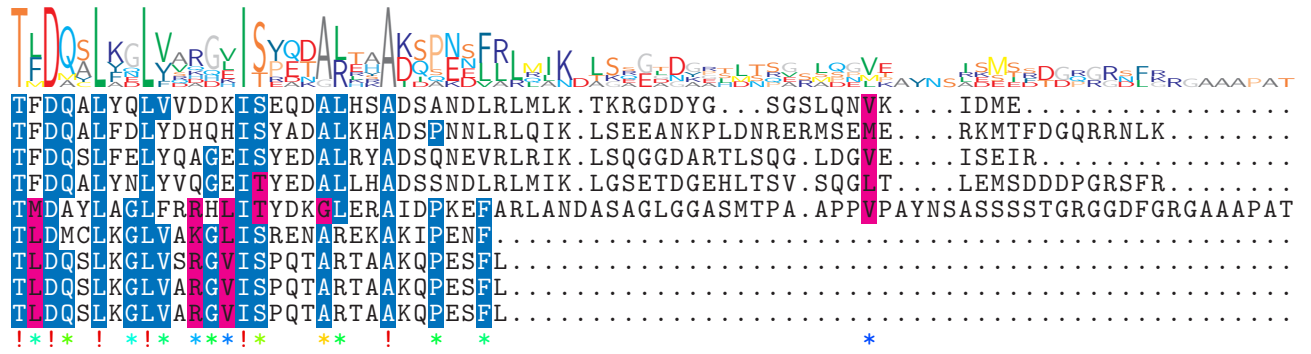 TFDQALYQLVVDDKISEQDALHSADSANDLRLMLK.TKRGDDYG...SGSLQNVK....IDME.................
TFDQALFDLYDHQHISYADALKHADSPNNLRLQIK.LSEEANKPLDNRERMSEME....RKMTFDGQRRNLK........
TFDQSLFELYQAGEISYEDALRYADSQNEVRLRIK.LSQGGDARTLSQG.LDGVE....ISEIR................
TFDQALYNLYVQGEITYEDALLHADSSNDLRLMIK.LGSETDGEHLTSV.SQGLT....LEMSDDDPGRSFR........
TMDAYLAGLFRRHLITYDKGLERAIDPKEFARLANDASAGLGGASMTPA.APPVPAYNSASSSSTGRGGDFGRGAAAPAT
TLDMCLKGLVAKGLISRENAREKAKIPENF..................................................
TLDQSLKGLVSRGVISPQTARTAAKQPESFL.................................................
TLDQSLKGLVARGVISPQTARTAAKQPESFL.................................................
TLDQSLKGLVARGVISPQTARTAAKQPESFL.................................................
!*!* ! *!* ***!* ** ! * * *